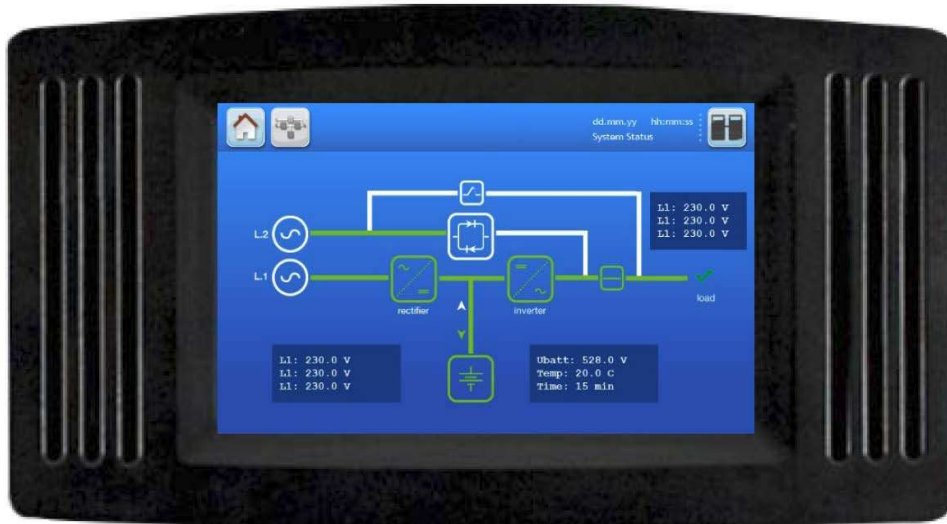 dd.mm.yy hh:mm:ss
System Status
L1: 230.0 V
L1: 230.0 V
L1: 230.0 V
L2
L1
rectifier
inverter
load
L1: 230.0 V
L1: 230.0 V
L1: 230.0 V
Ubatt: 528.0 V
Temp: 20.0 C
Time: 15 min